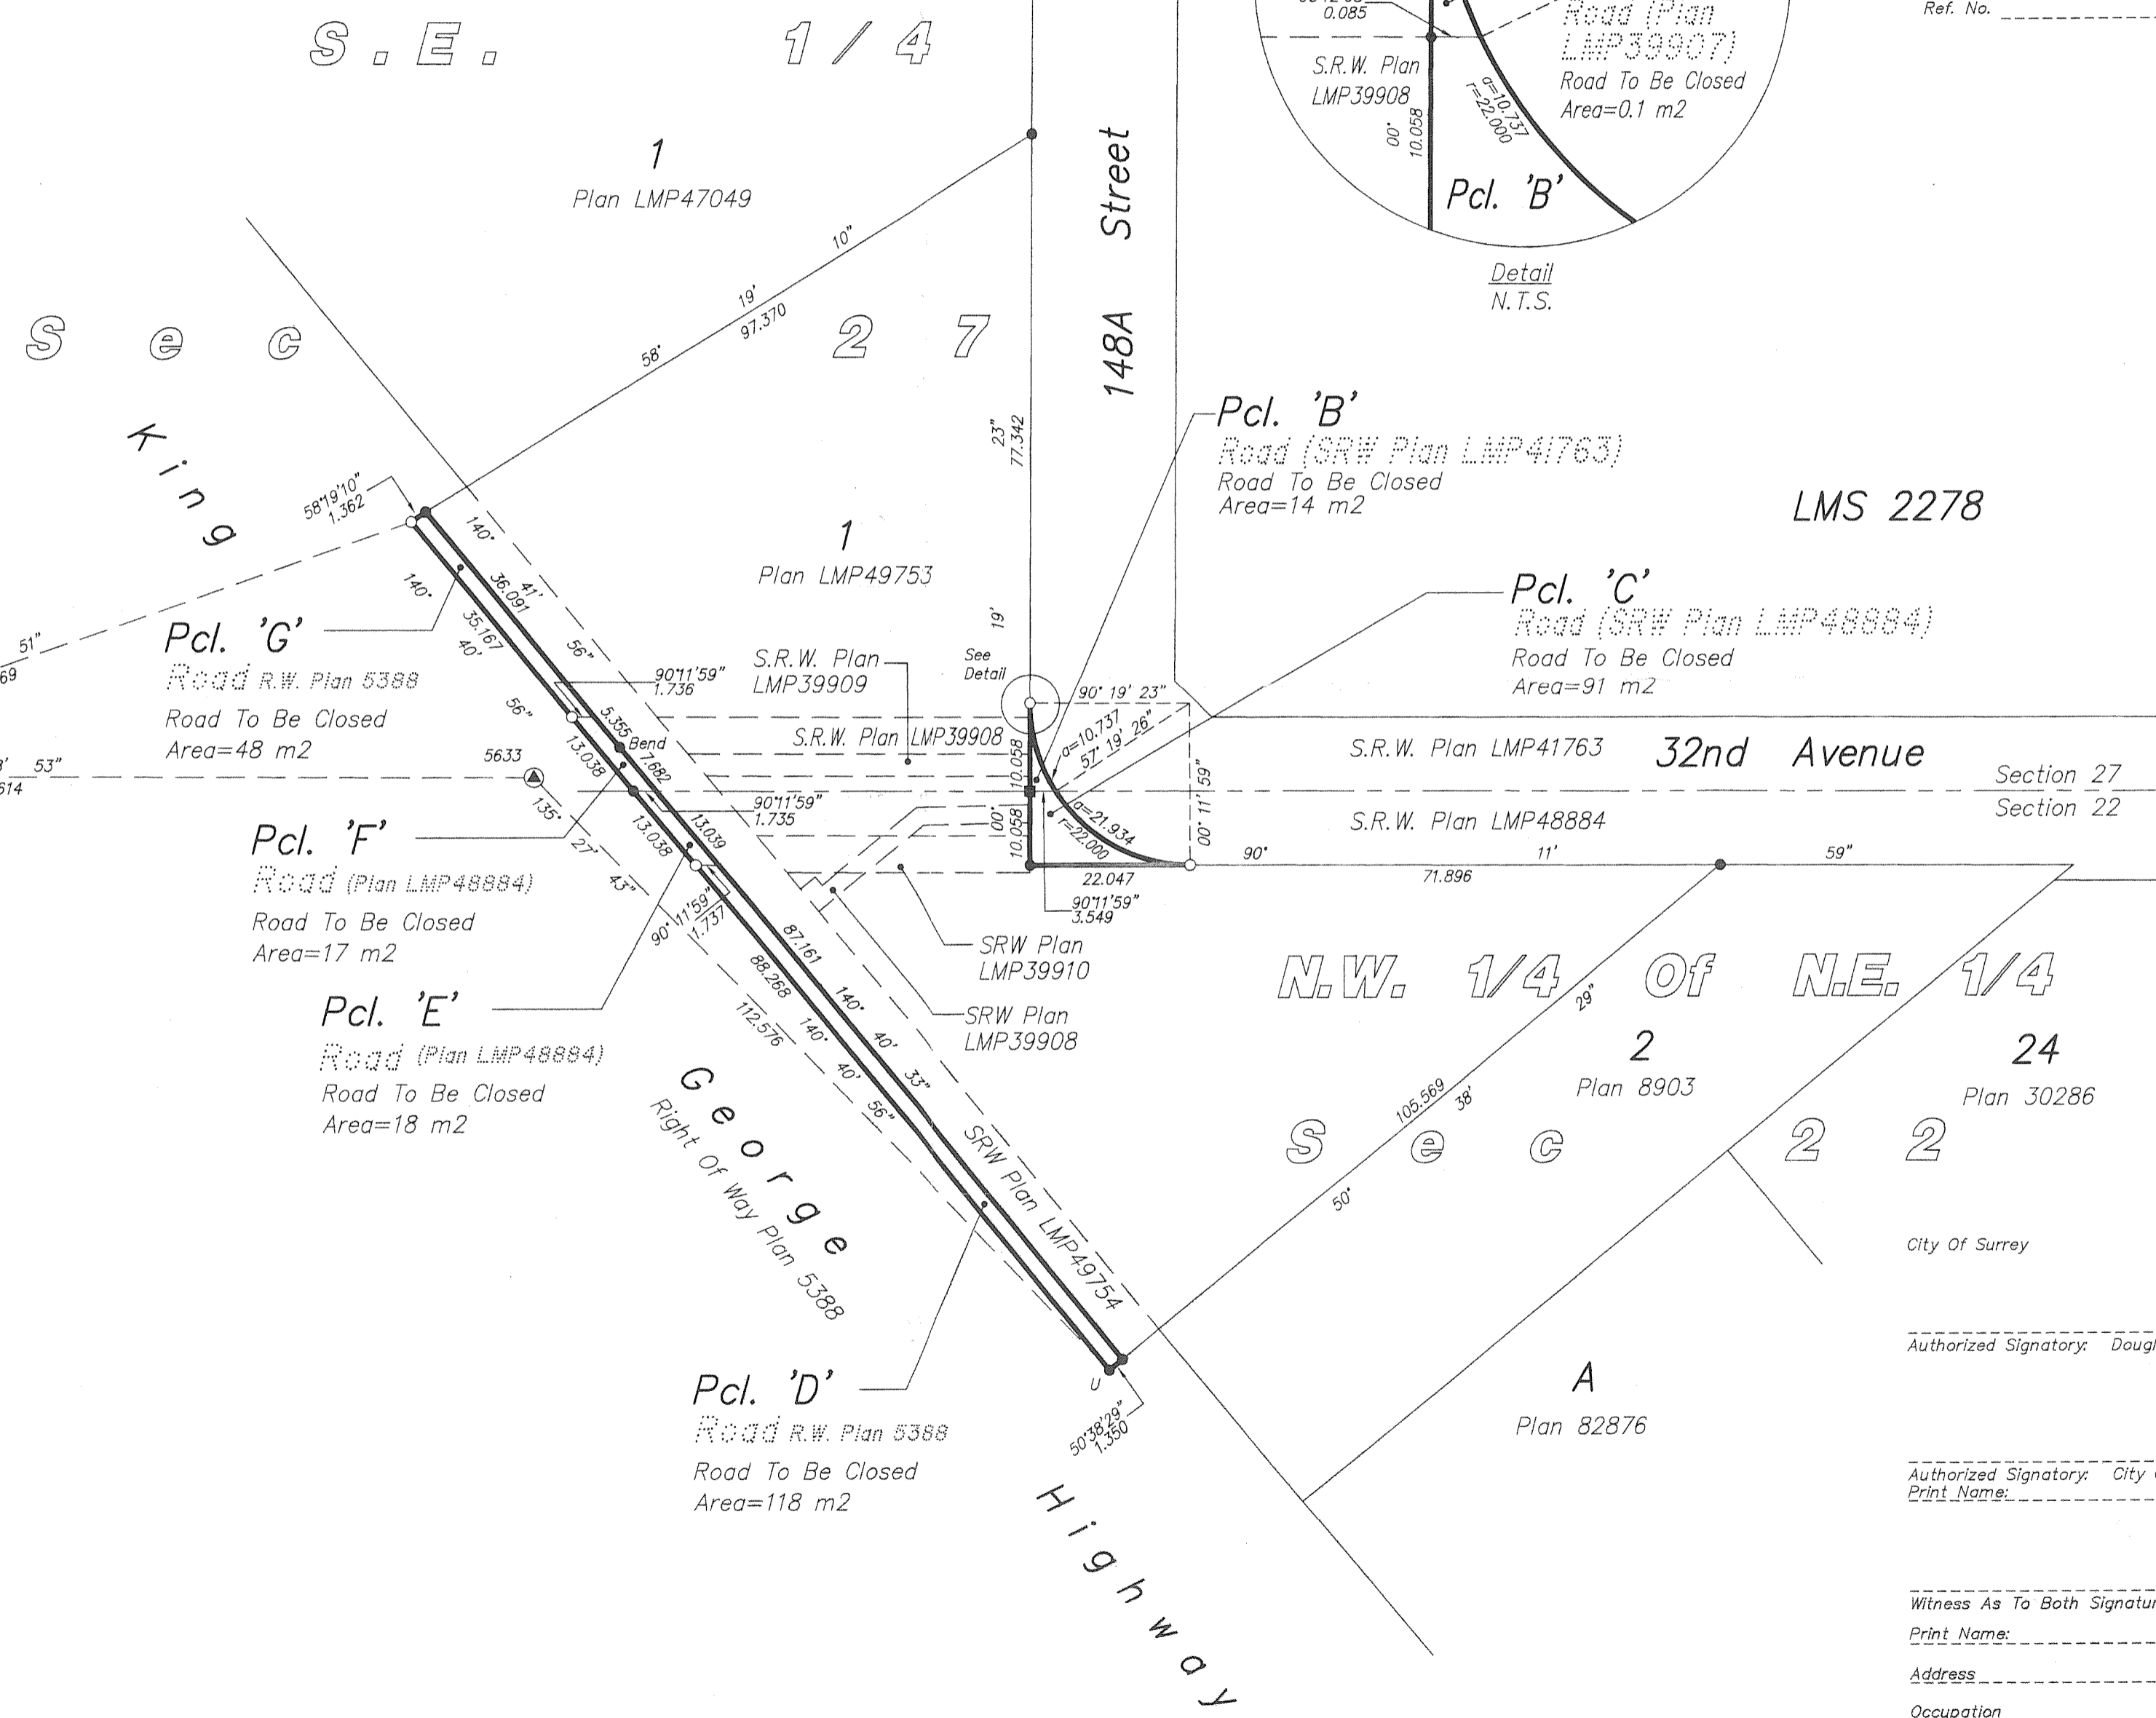 S.E. 1/4
0.085
Road (Plan
LMP39907)
Road To Be Closed
Area=0.1 m2
S.R.W. Plan
LMP39908
a=10.737
r=22.000
00°
10.058
Pcl. 'B'
Detail
N.T.S.
Ref. No.
1
Plan LMP47049
148A Street
58° 19' 10"
97.370
Sec 27
23"
77.342
19'
Pcl. 'B'
Road (SRW Plan LMP41763)
Road To Be Closed
Area=14 m2
LMS 2278
King
58°19'10"
1.362
1
Plan LMP49753
Pcl. 'C'
Road (SRW Plan LMP48884)
Road To Be Closed
Area=91 m2
140°
41'
36.091
56"
140°
35.167
40'
56"
51"
69
Pcl. 'G'
Road R.W. Plan 5388
Road To Be Closed
Area=48 m2
90°11'59"
1.736
S.R.W. Plan
LMP39909
See
Detail
90° 19' 23"
5.355
Bend
7.682
S.R.W. Plan LMP39908
10.058
a=10.737
57° 19' 26"
00° 11' 59"
S.R.W. Plan LMP41763
32nd Avenue
Section 27
Section 22
53"
614
5633
13.038
90°11'59"
1.735
135°
27'
43"
13.038
13.039
00°
10.058
a=21.934
r=22.000
S.R.W. Plan LMP48884
90° 11' 59"
71.896
22.047
90°11'59"
3.549
Pcl. 'F'
Road (Plan LMP48884)
Road To Be Closed
Area=17 m2
90° 11'59"
1.737
87.161
88.268
112.576
140°
40'
33"
140°
40'
56"
SRW Plan
LMP39910
SRW Plan
LMP39908
N.W. 1/4 Of N.E. 1/4
Pcl. 'E'
Road (Plan LMP48884)
Road To Be Closed
Area=18 m2
29"
105.569
38'
50°
2
Plan 8903
24
Plan 30286
Sec 22
George
Right Of Way Plan 5388
SRW Plan LMP49754
City Of Surrey
Authorized Signatory:
Pcl. 'D'
Road R.W. Plan 5388
Road To Be Closed
Area=118 m2
U
50°38'29"
1.350
A
Plan 82876
Authorized Signatory: City
Print Name:
Highway
Witness As To Both
Print Name:
Address
Occupation